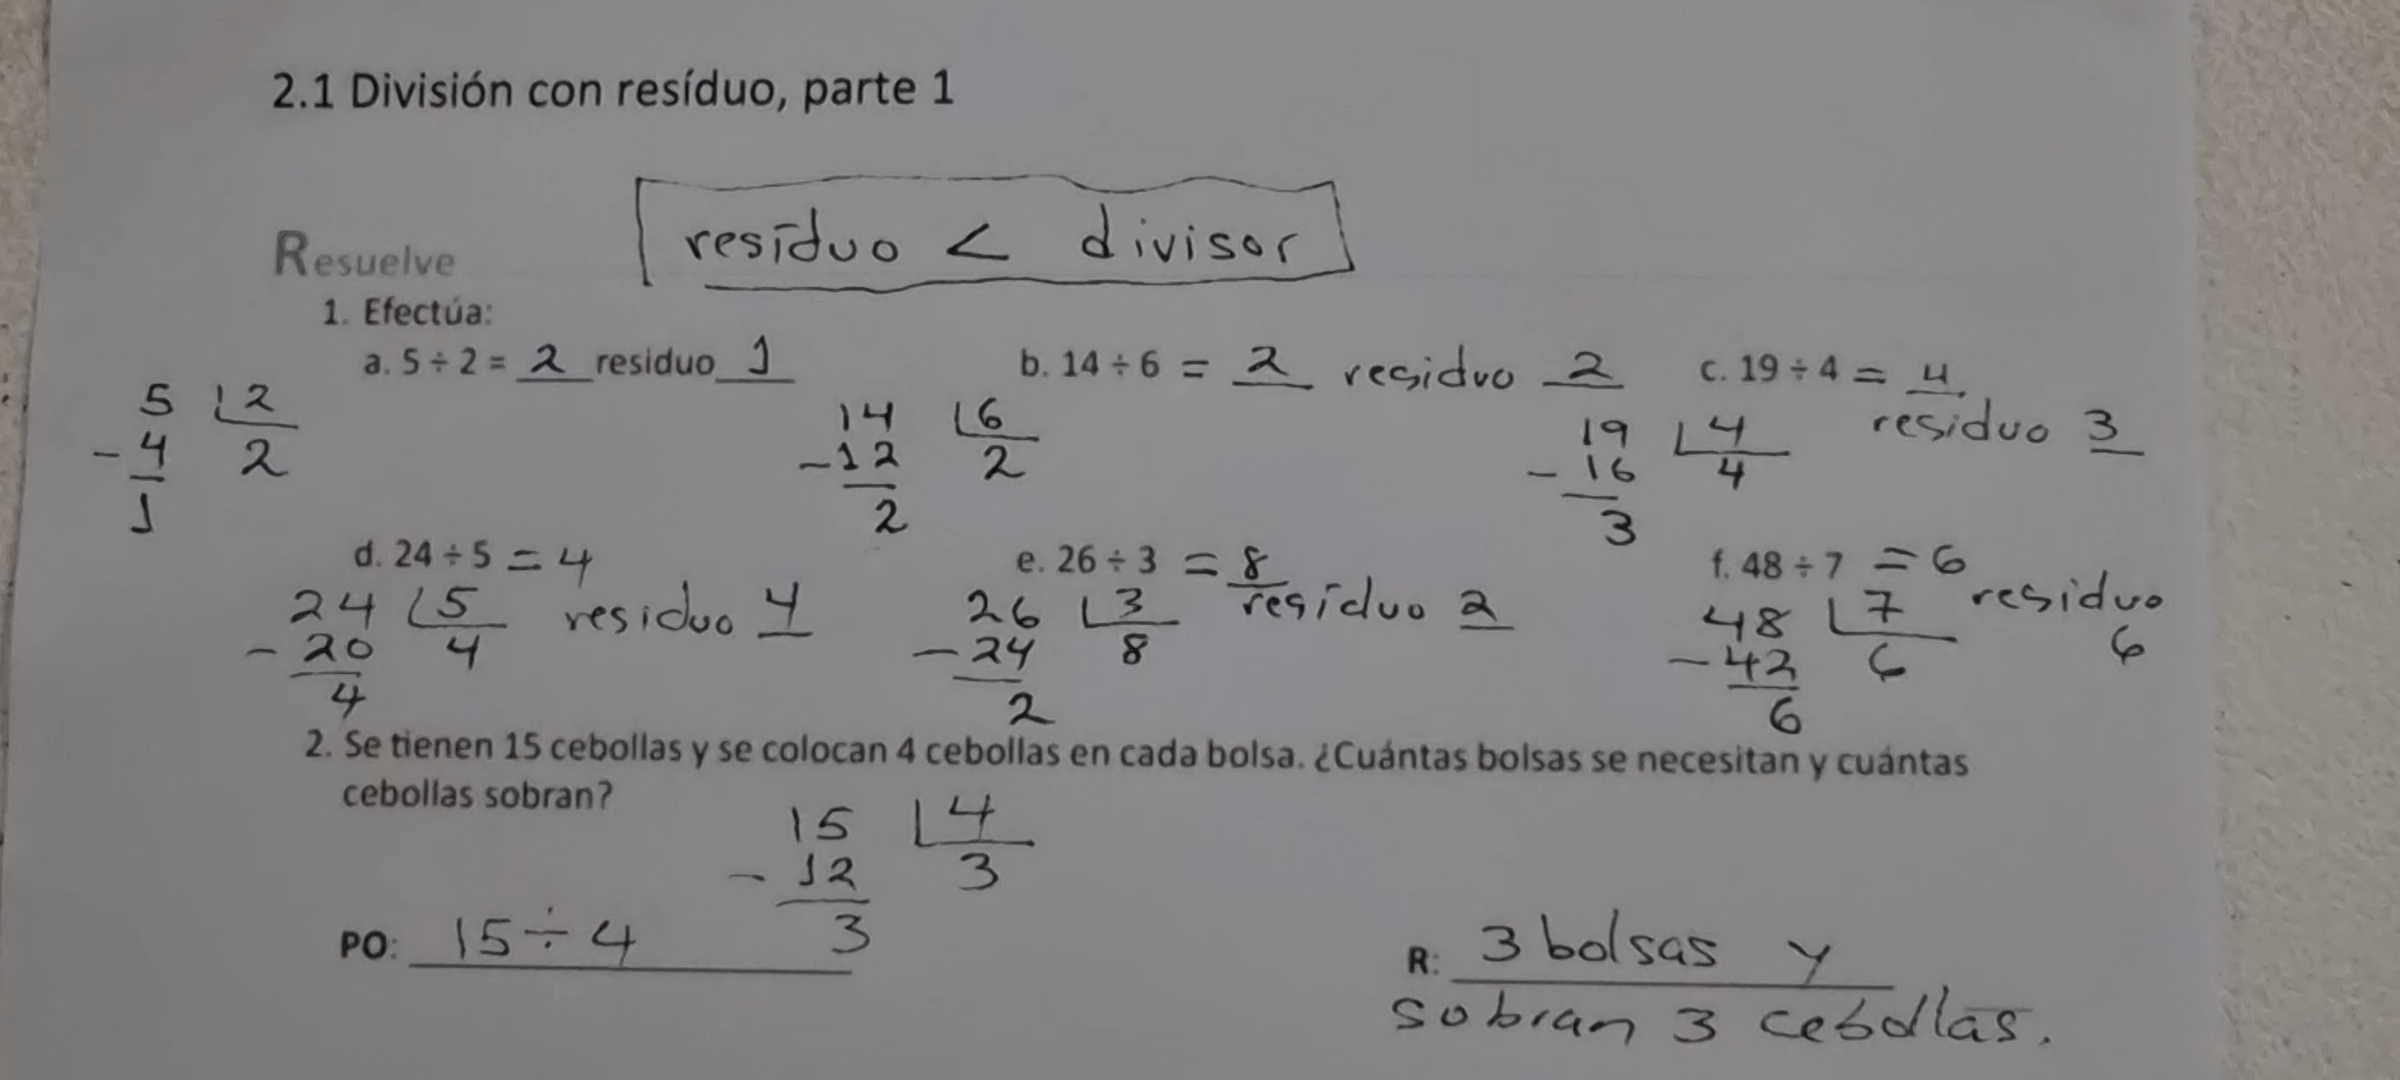 2.1 División con resíduo, parte 1
residuo < divisor
Resuelve
1. Efectúa:
a. 5 ÷ 2 = 2 residuo 1
5 2
- 4 2
1
b. 14 ÷ 6 = 2 residuo 2
14 6
- 12 2
2
c. 19 ÷ 4 = 4
residuo 3
19 4
- 16 4
3
d. 24 ÷ 5 = 4
residuo 4
24 5
- 20 4
4
e. 26 ÷ 3 = 8
residuo 2
26 3
- 24 8
2
f. 48 ÷ 7 = 6
residuo
6
48 7
- 42 6
6
2. Se tienen 15 cebollas y se colocan 4 cebollas en cada bolsa. ¿Cuántas bolsas se necesitan y cuántas
cebollas sobran?
15 4
- 12 3
3
PO: 15 ÷ 4
R: 3 bolsas y
sobran 3 cebollas.